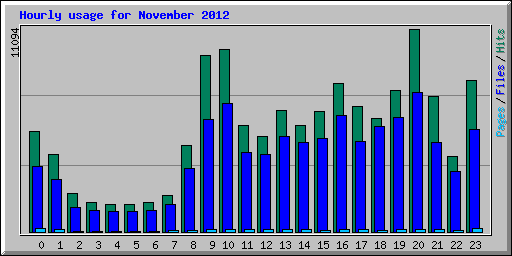 Hourly usage for November 2012
11094
Pages / Files / Hits
0 1 2 3 4 5 6 7 8 9 10 11 12 13 14 15 16 17 18 19 20 21 22 23